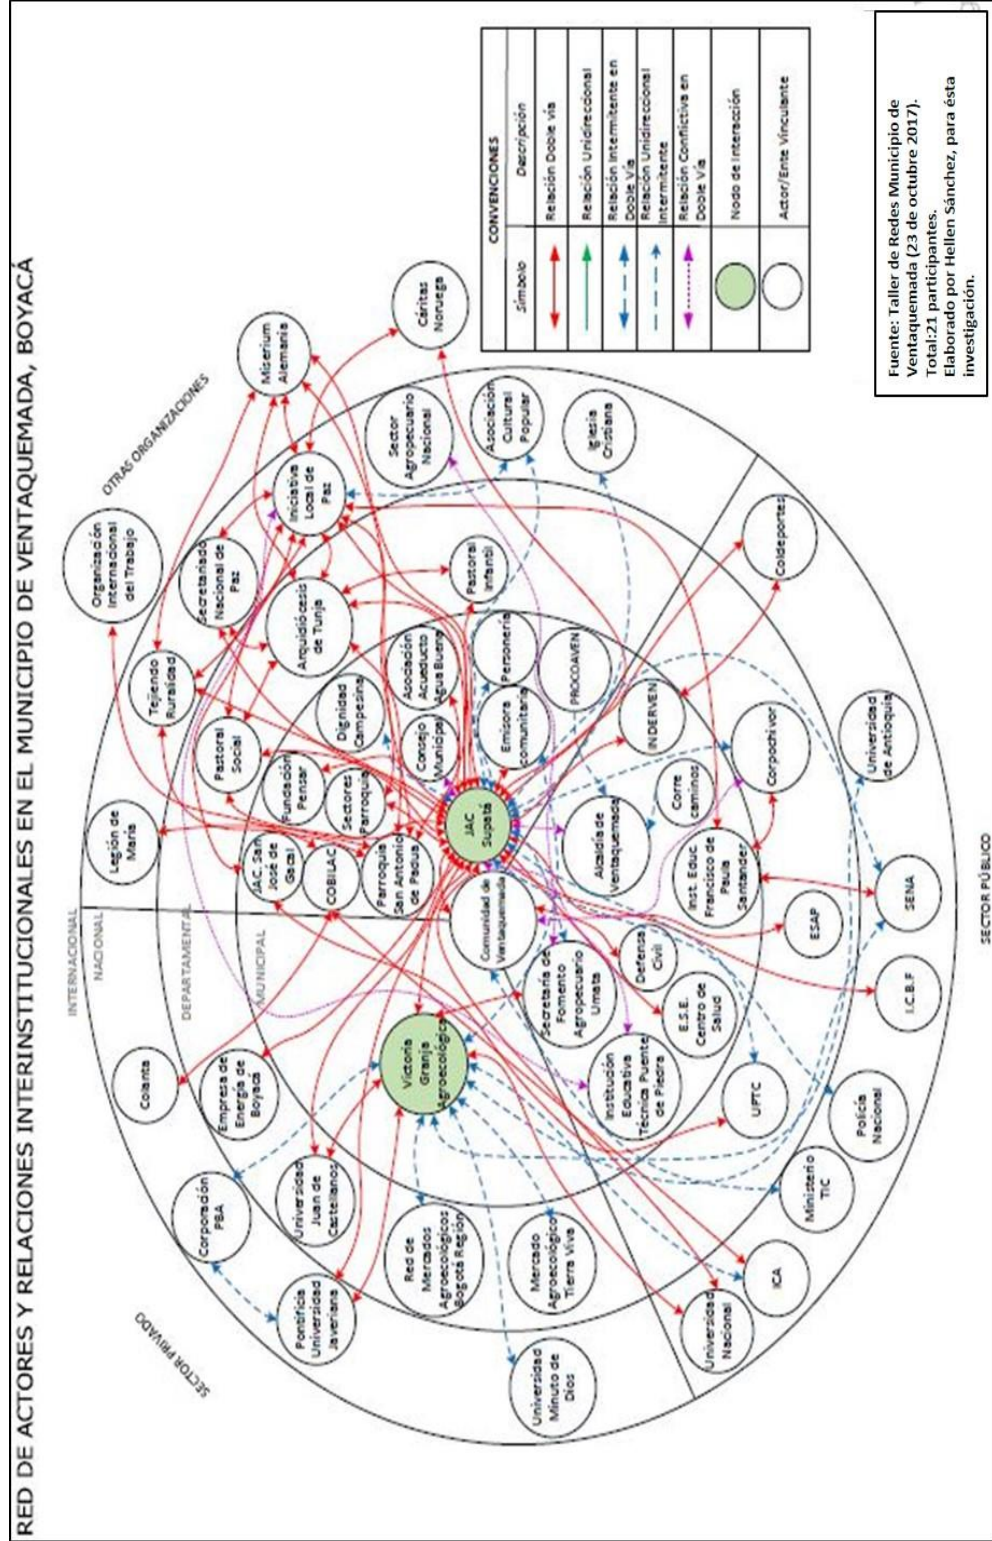 RED DE ACTORES Y RELACIONES INTERINSTITUCIONALES EN EL MUNICIPIO DE VENTAQUEMADA, BOYACÁ
INTERNACIONAL
NACIONAL
DEPARTAMENTAL
MUNICIPAL
OTRAS ORGANIZACIONES
Organización
Internacional
del Trabajo
Miserium
Alemania
Cáritas
Noruega
Legión de
María
Tejiendo
Ruralidad
Secretariado
Nacional de
Paz
Iniciativa
Local de
Paz
Sector
Agropecuario
Nacional
Asociación
Cultural
Popular
Iglesia
Cristiana
Pastoral
Social
Arquidiócesis
de Tunja
Pastoral
Infantil
JAC. San
José de
Gacal
COBILAC
Fundación
Pensar
Sectores
Parroquia
Parroquia
San Antonio
de Padua
Dignidad
Campesina
Consejo
Municipal
Asociación
Acueducto
Agua Buena
Emisora
comunitaria
Personería
PROCOAVEN
JAC
Supatá
Comunidad de
Ventaquemada
SECTOR PRIVADO
Colanta
Empresa de
Energía de
Boyacá
Corporación
PBA
Universidad
Juan de
Castellanos
Pontificia
Universidad
Javeriana
Red de
Mercados
Agroecológicos
Bogotá Región
Mercado
Agroecológico
Tierra Viva
Universidad
Minuto de
Dios
Victoria
Granja
Agroecológica
SECTOR PÚBLICO
Secretaría de
Fomento
Agropecuario
Umata
Institución
Educativa
Técnica Puente
de Piedra
E.S.E.
Centro de
Salud
Defensa
Civil
Alcaldía de
Ventaquemada
Inst. Educ.
Francisco de
Paula
Santander
Corre
caminos
INDERVEN
Corpochivor
Coldeportes
ESAP
UPTC
Universidad
de Antioquia
SENA
I.C.B.F
Policía
Nacional
Ministerio
TIC
ICA
Universidad
Nacional
CONVENCIONES
Símbolo
Descripción
Relación Doble vía
Relación Unidireccional
Relación Intermitente en
Doble Vía
Relación Unidireccional
Intermitente
Relación Conflictiva en
Doble Vía
Nodo de Interacción
Actor/Ente Vinculante
Fuente: Taller de Redes Municipio de
Ventaquemada (23 de octubre 2017).
Total:21 participantes.
Elaborado por Hellen Sánchez, para ésta
investigación.